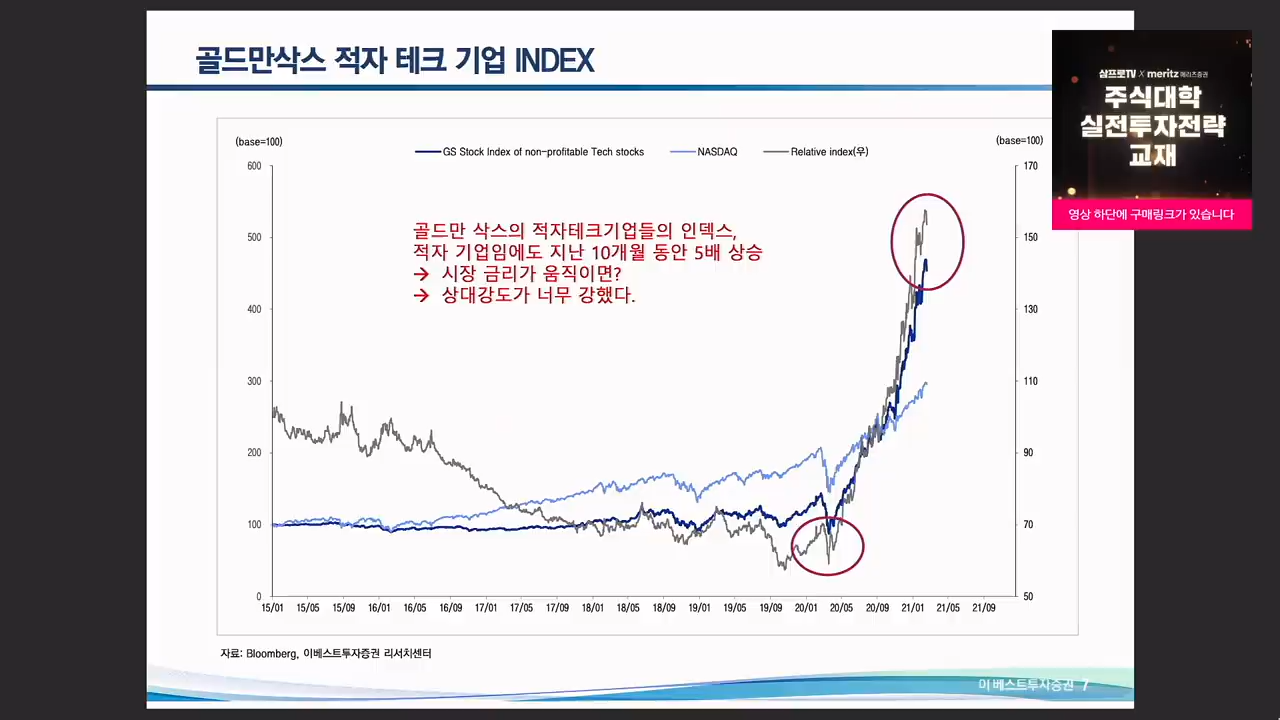 골드만삭스 적자 테크 기업 INDEX
삼프로TV X meritz 메리츠증권
주식대학
실전투자전략
교재
영상 하단에 구매링크가 있습니다
(base=100)
(base=100)
GS Stock Index of non-profitable Tech stocks
NASDAQ
Relative index(우)
골드만 삭스의 적자테크기업들의 인덱스,
적자 기업임에도 지난 10개월 동안 5배 상승
→ 시장 금리가 움직이면?
→ 상대강도가 너무 강했다.
600
500
400
300
200
100
0
170
150
130
110
90
70
50
15/01 15/05 15/09 16/01 16/05 16/09 17/01 17/05 17/09 18/01 18/05 18/09 19/01 19/05 19/09 20/01 20/05 20/09 21/01 21/05 21/09
자료: Bloomberg, 이베스트투자증권 리서치센터
이베스트투자증권 7